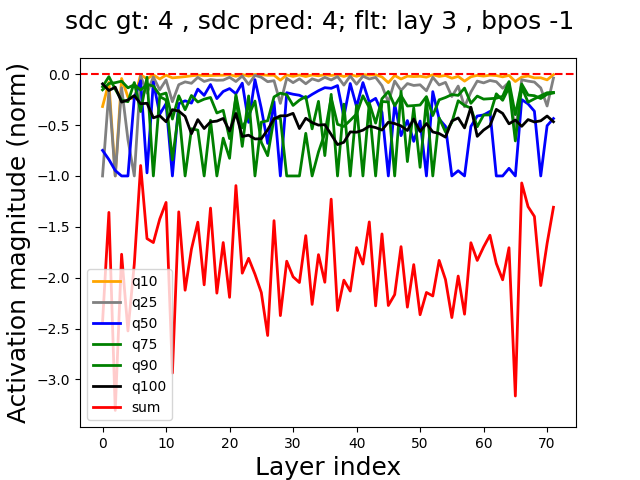 sdc gt: 4 , sdc pred: 4; flt: lay 3 , bpos -1
Activation magnitude (norm)
0.0
−0.5
−1.0
−1.5
−2.0
−2.5
−3.0
q10
q25
q50
q75
q90
q100
sum
0 10 20 30 40 50 60 70
Layer index